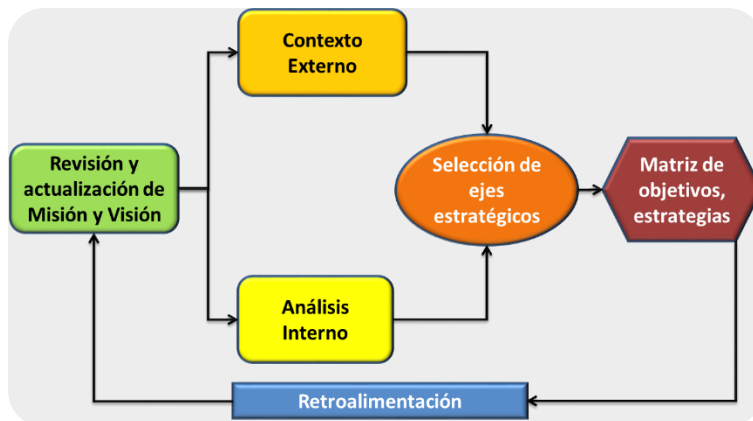 Contexto
Externo
Revisión y
actualización de
Misión y Visión
Selección de
ejes
estratégicos
Matriz de
objetivos,
estrategias
Análisis
Interno
Retroalimentación